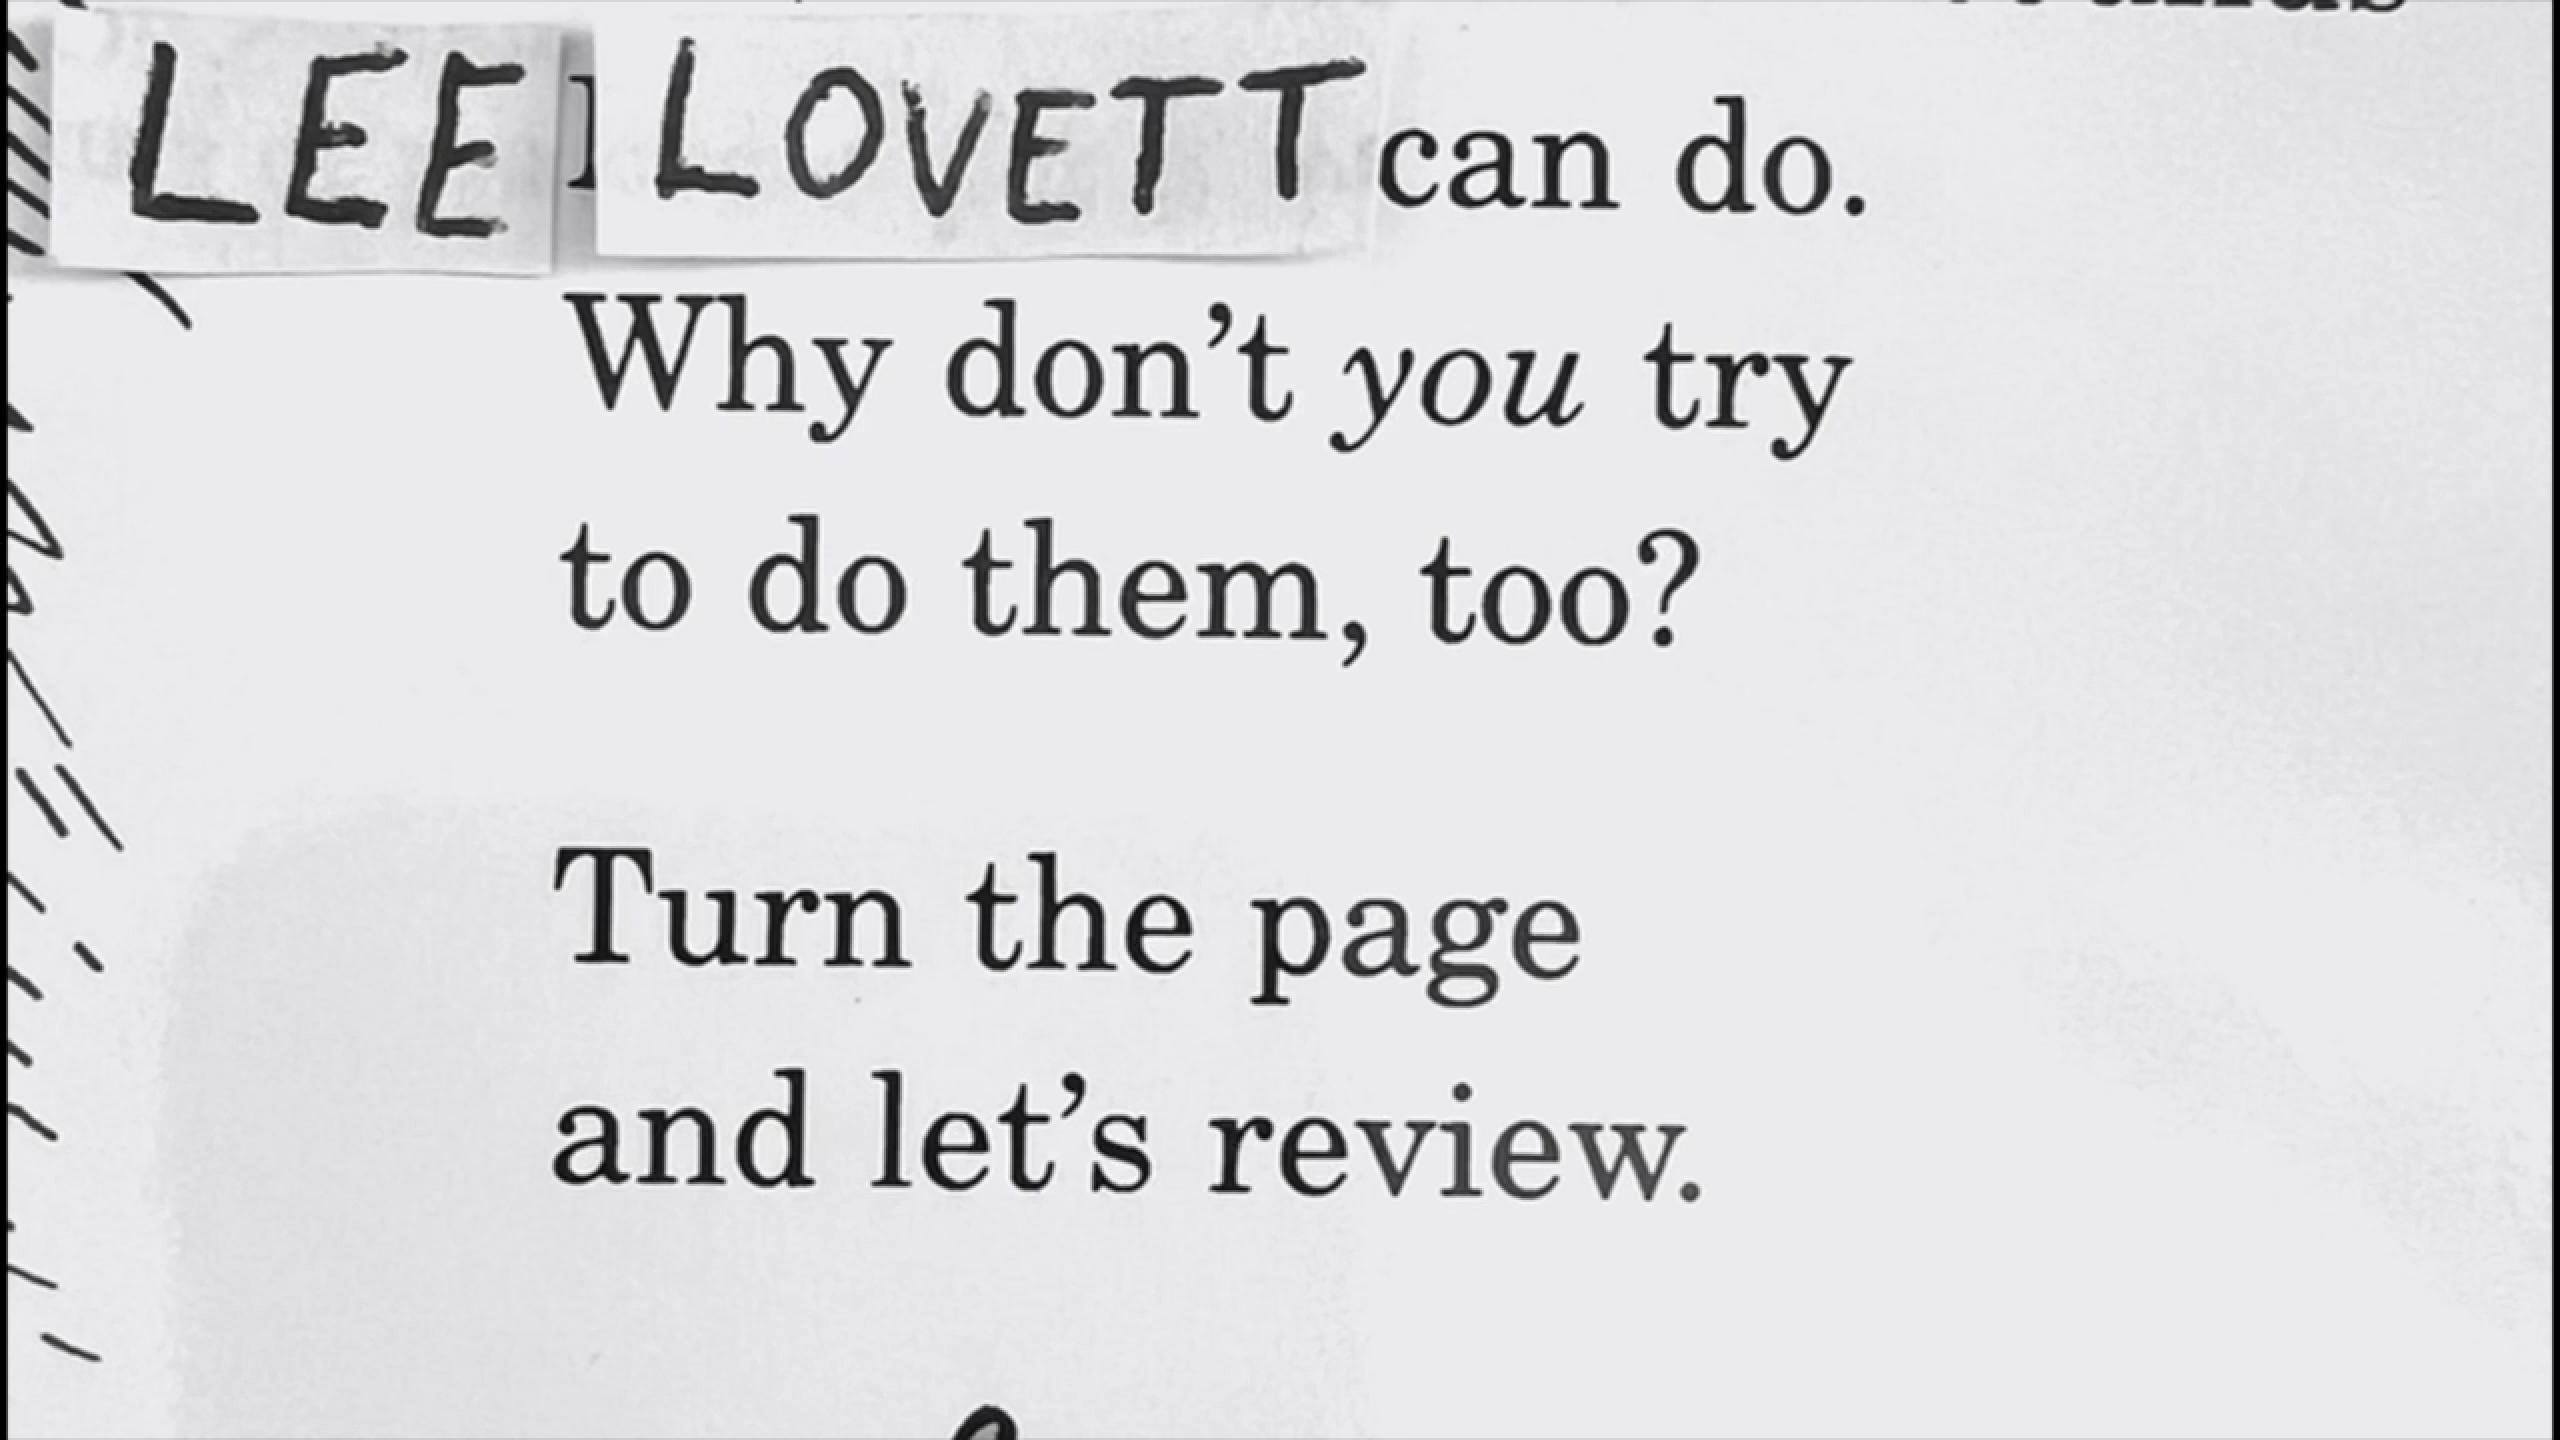 LEE LOVETT can do.
Why don't you try
to do them, too?
Turn the page
and let's review.